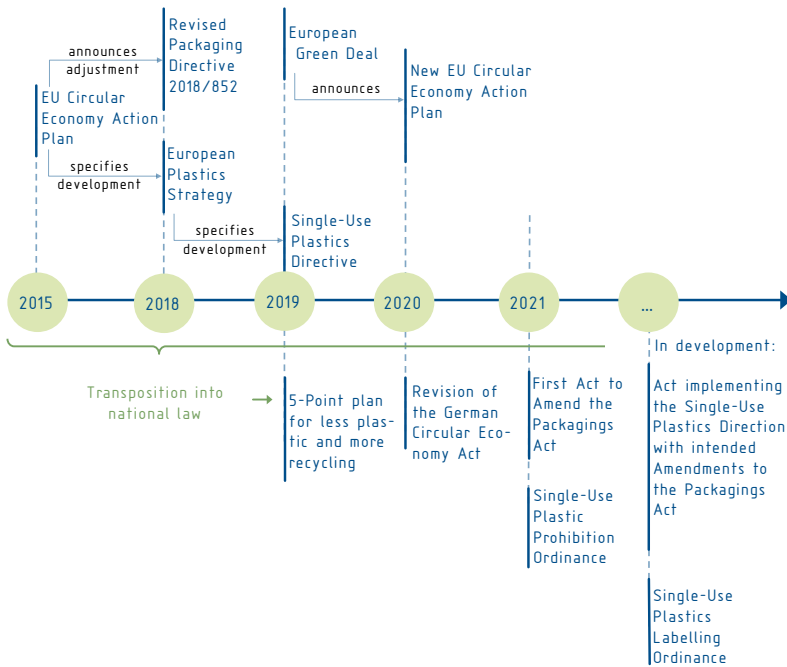 Revised
Packaging
Directive
2018/852
announces
adjustment
European
Green Deal
New EU Circular
Economy Action
Plan
announces
EU Circular
Economy Action
Plan
European
Plastics
Strategy
specifies
development
Single-Use
Plastics
Directive
specifies
development
2015
2018
2019
2020
2021
...
Transposition into
national law
5-Point plan
for less plas-
tic and more
recycling
Revision of
the German
Circular Eco-
nomy Act
First Act to
Amend the
Packagings
Act
Single-Use
Plastic
Prohibition
Ordinance
In development:
Act implementing
the Single-Use
Plastics Direction
with intended
Amendments to
the Packagings
Act
Single-Use
Plastics
Labelling
Ordinance